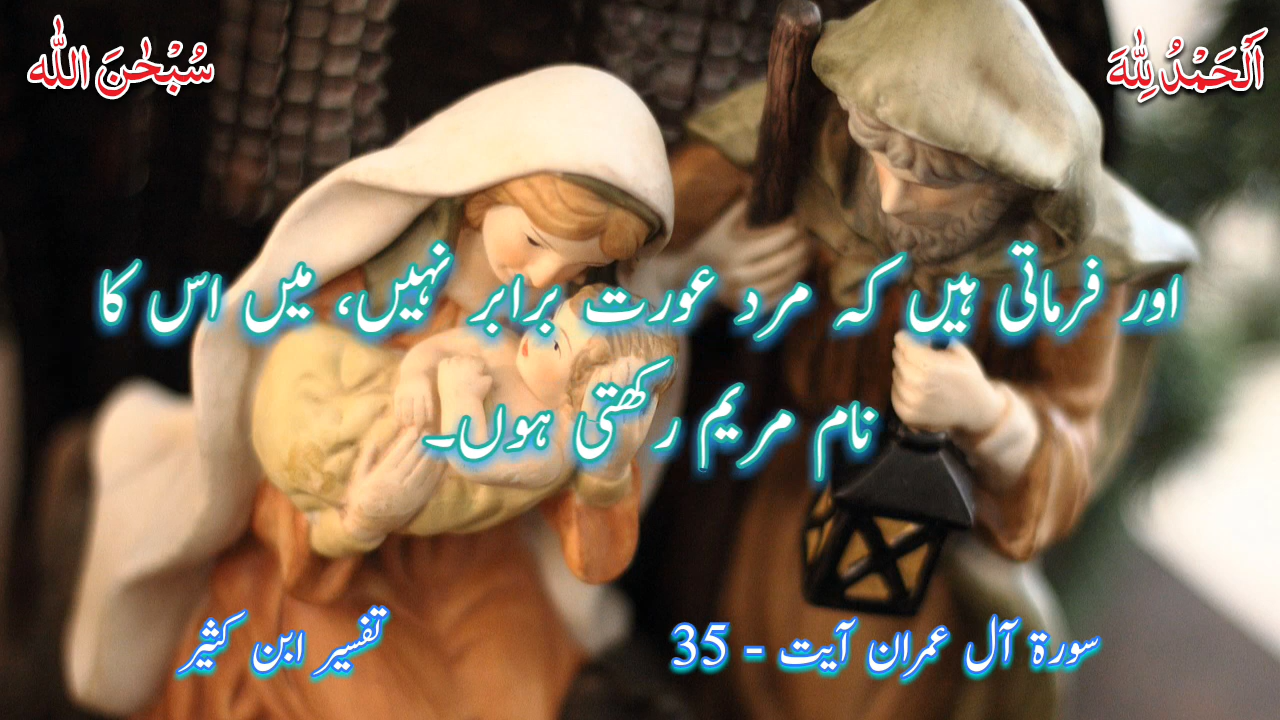 اَلْحَمْدُ لِلّٰهِ
سُبْحٰنَ اللّٰه
اور فرماتی ہیں کہ مرد عورت برابر نہیں، میں اس کا
نام مریم رکھتی ہوں۔
سورۃ آل عمران آیت - 35
تفسیر ابن کثیر